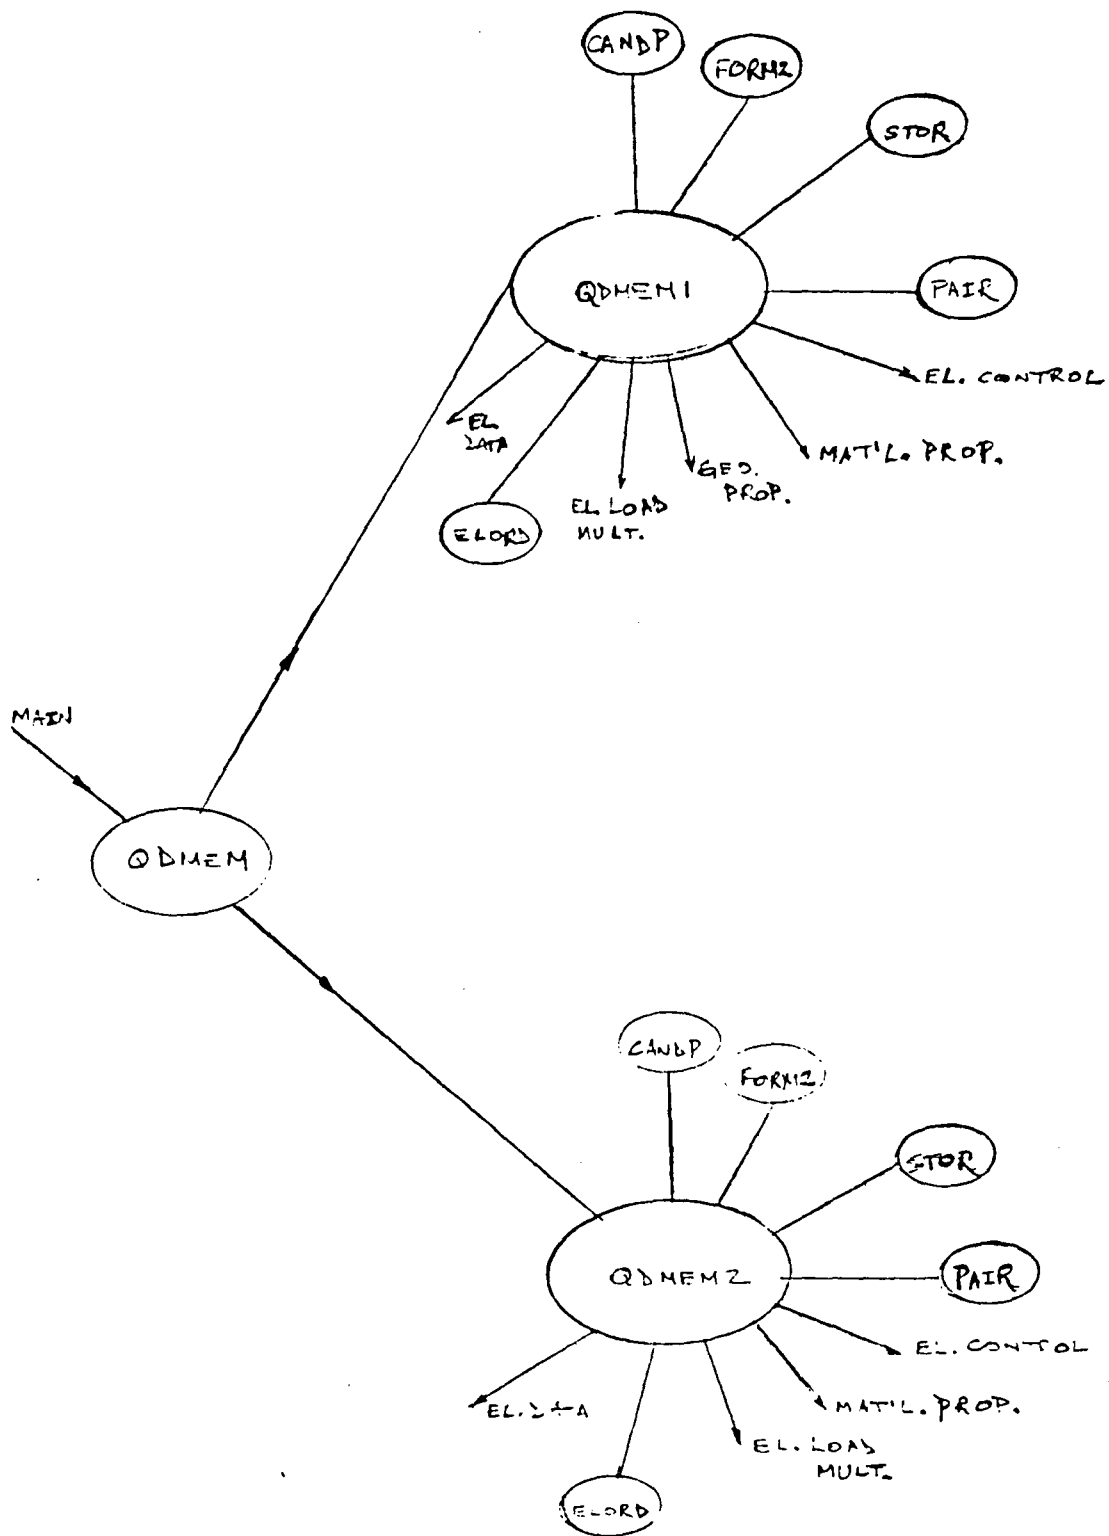 CANDP
FORM2
STOR
QDMEM1
PAIR
EL. CONTROL
EL.
DATA
MAT'L. PROP.
GEO.
PROP.
EL. LOAD
MULT.
ELORD
MAIN
QDMEM
CANDP
FORM2
STOR
QDMEM2
PAIR
EL. CONTROL
EL. DATA
MAT'L. PROP.
EL. LOAD
MULT.
ELORD